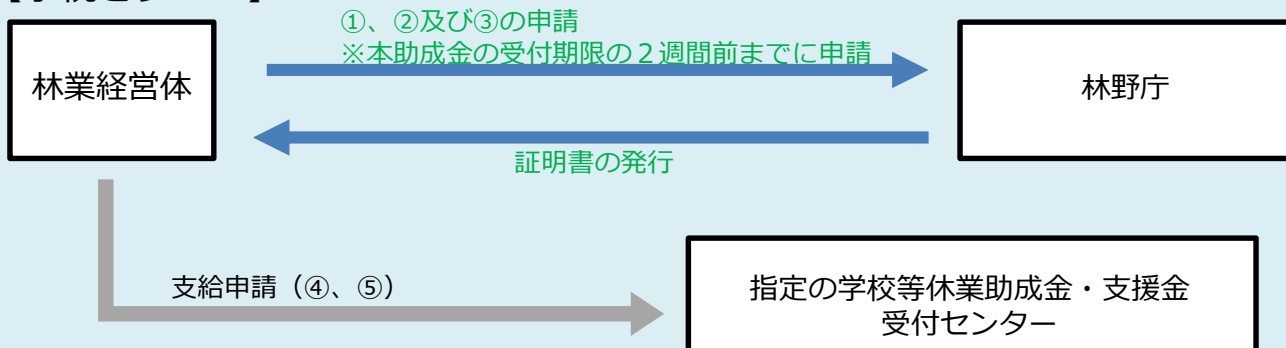 ①、②及び③の申請
※本助成金の受付期限の２週間前までに申請
林業経営体
林野庁
証明書の発行
支給申請（④、⑤）
指定の学校等休業助成金・支援金
受付センター